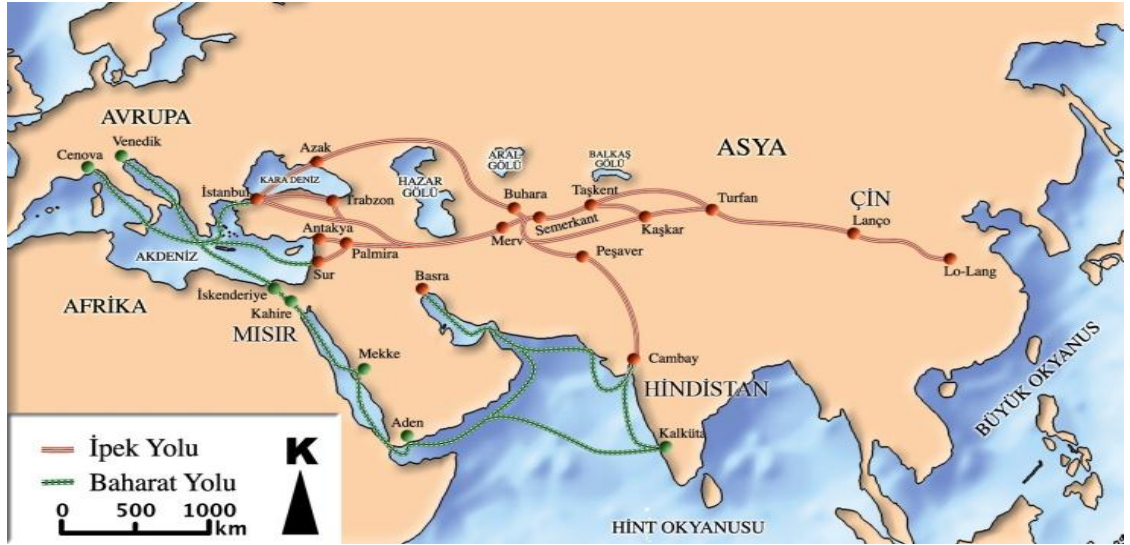 AVRUPA
Venedik
Cenova
Azak
KARA DENİZ
İstanbul
Trabzon
HAZAR
GÖLÜ
ARAL
GÖLÜ
BALKAŞ
GÖLÜ
ASYA
Buhara
Taşkent
Turfan
ÇİN
Lanço
Semerkant
Kaşkar
Merv
Antakya
Palmira
AKDENİZ
Sur
Peşaver
Lo-Lang
Basra
İskenderiye
AFRİKA
Kahire
MISIR
Mekke
Cambay
HİNDİSTAN
BÜYÜK OKYANUS
Aden
Kalküta
İpek Yolu
Baharat Yolu
0 500 1000
km
K
HİNT OKYANUSU